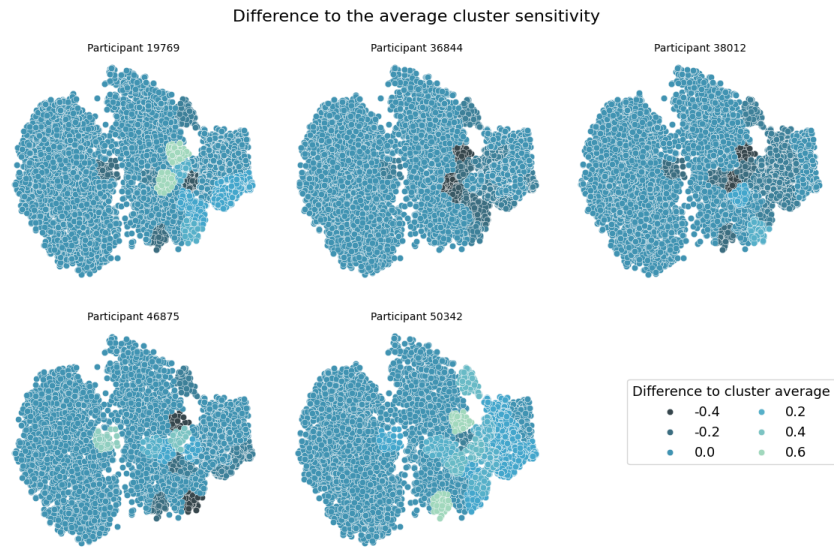 Difference to the average cluster sensitivity
Participant 19769
Participant 36844
Participant 38012
Participant 46875
Participant 50342
Difference to cluster average
-0.4 0.2
-0.2 0.4
0.0 0.6